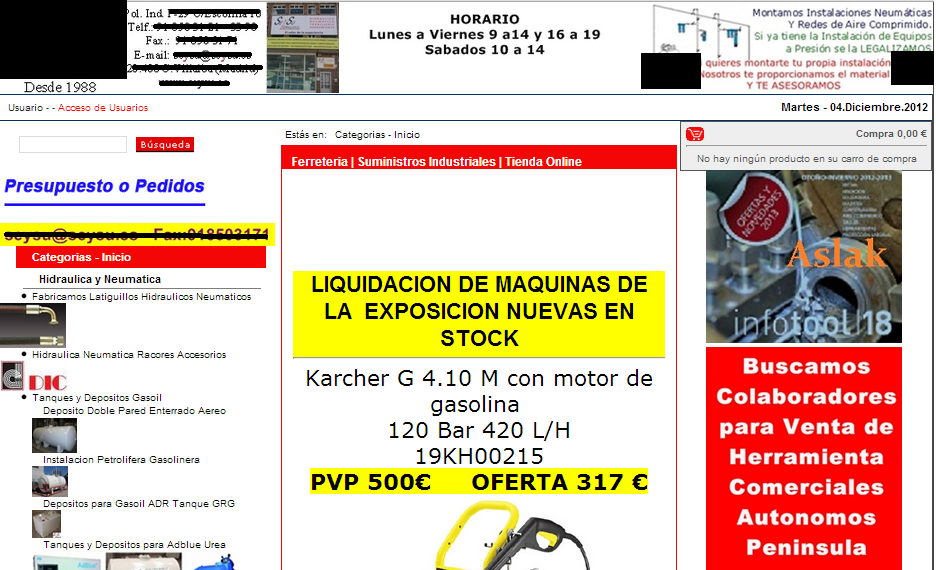 Pol. Ind.
Telf.:
Fax.:
E-mail:
Desde 1988
HORARIO
Lunes a Viernes 9 a14 y 16 a 19
Sabados 10 a 14
Montamos Instalaciones Neumáticas
Y Redes de Aire Comprimido.
Si ya tiene la Instalación de Equipos
a Presión se la LEGALIZAMOS
quieres montarte tu propia instalación
Nosotros te proporcionamos el material
Y TE ASESORAMOS
Usuario - - Acceso de Usuarios
Martes - 04.Diciembre.2012
Búsqueda
Presupuesto o Pedidos
Categorias - Inicio
Hidraulica y Neumatica
Fabricamos Latiguillos Hidraulicos Neumaticos
Hidraulica Neumatica Racores Accesorios
DIC
Tanques y Depositos Gasoil
Deposito Doble Pared Enterrado Aereo
Instalacion Petrolifera Gasolinera
Depositos para Gasoil ADR Tanque GRG
Tanques y Depositos para Adblue Urea
Estás en: Categorias - Inicio
Ferreteria | Suministros Industriales | Tienda Online
LIQUIDACION DE MAQUINAS DE
LA EXPOSICION NUEVAS EN
STOCK
Karcher G 4.10 M con motor de
gasolina
120 Bar 420 L/H
19KH00215
PVP 500€ OFERTA 317 €
Compra 0,00 €
No hay ningún producto en su carro de compra
OTOÑO-INVIERNO 2012-2013
OFERTAS Y
NOVEDADES
2013
Aslak
infotool 18
Buscamos
Colaboradores
para Venta de
Herramienta
Comerciales
Autonomos
Peninsula